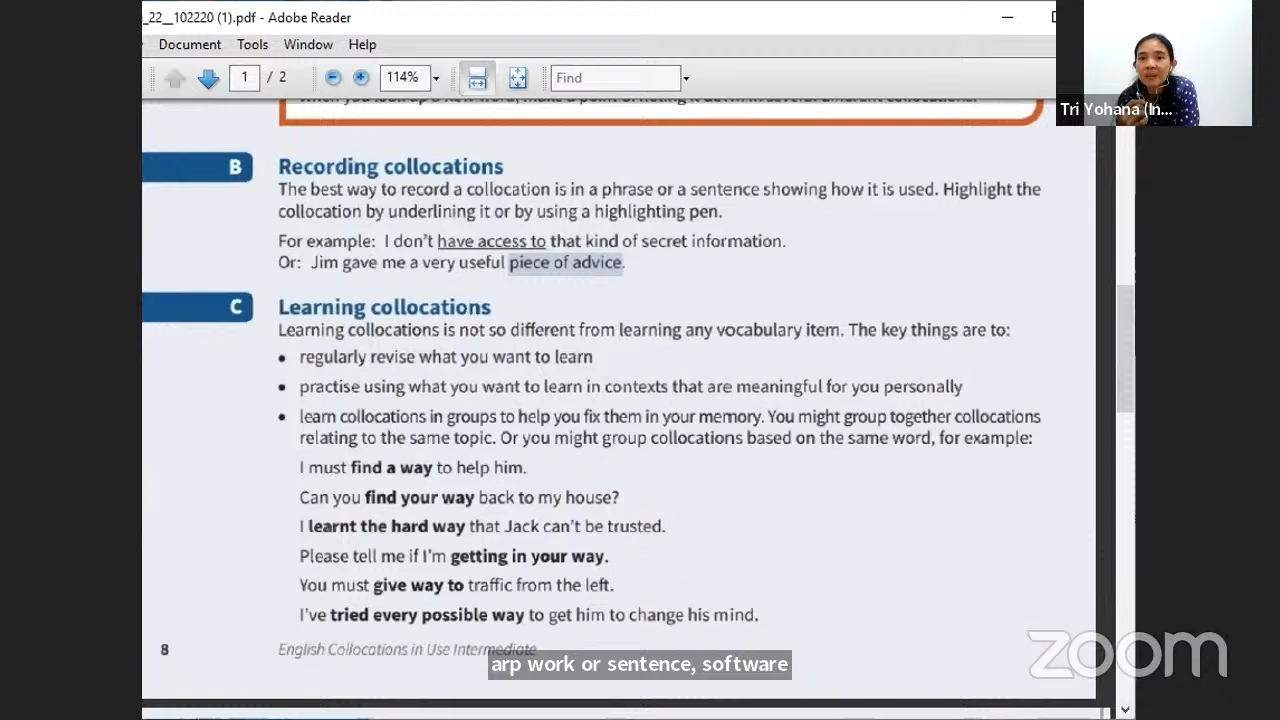 _22__102220 (1).pdf - Adobe Reader
Document Tools Window Help
1 / 2 114% Find
Tri Yohana (In...
B Recording collocations
The best way to record a collocation is in a phrase or a sentence showing how it is used. Highlight the
collocation by underlining it or by using a highlighting pen.
For example: I don't have access to that kind of secret information.
Or: Jim gave me a very useful piece of advice.
C Learning collocations
Learning collocations is not so different from learning any vocabulary item. The key things are to:
• regularly revise what you want to learn
• practise using what you want to learn in contexts that are meaningful for you personally
• learn collocations in groups to help you fix them in your memory. You might group together collocations
relating to the same topic. Or you might group collocations based on the same word, for example:
I must find a way to help him.
Can you find your way back to my house?
I learnt the hard way that Jack can't be trusted.
Please tell me if I'm getting in your way.
You must give way to traffic from the left.
I've tried every possible way to get him to change his mind.
8 English Collocations in Use Intermediate
arp work or sentence, software
zoom